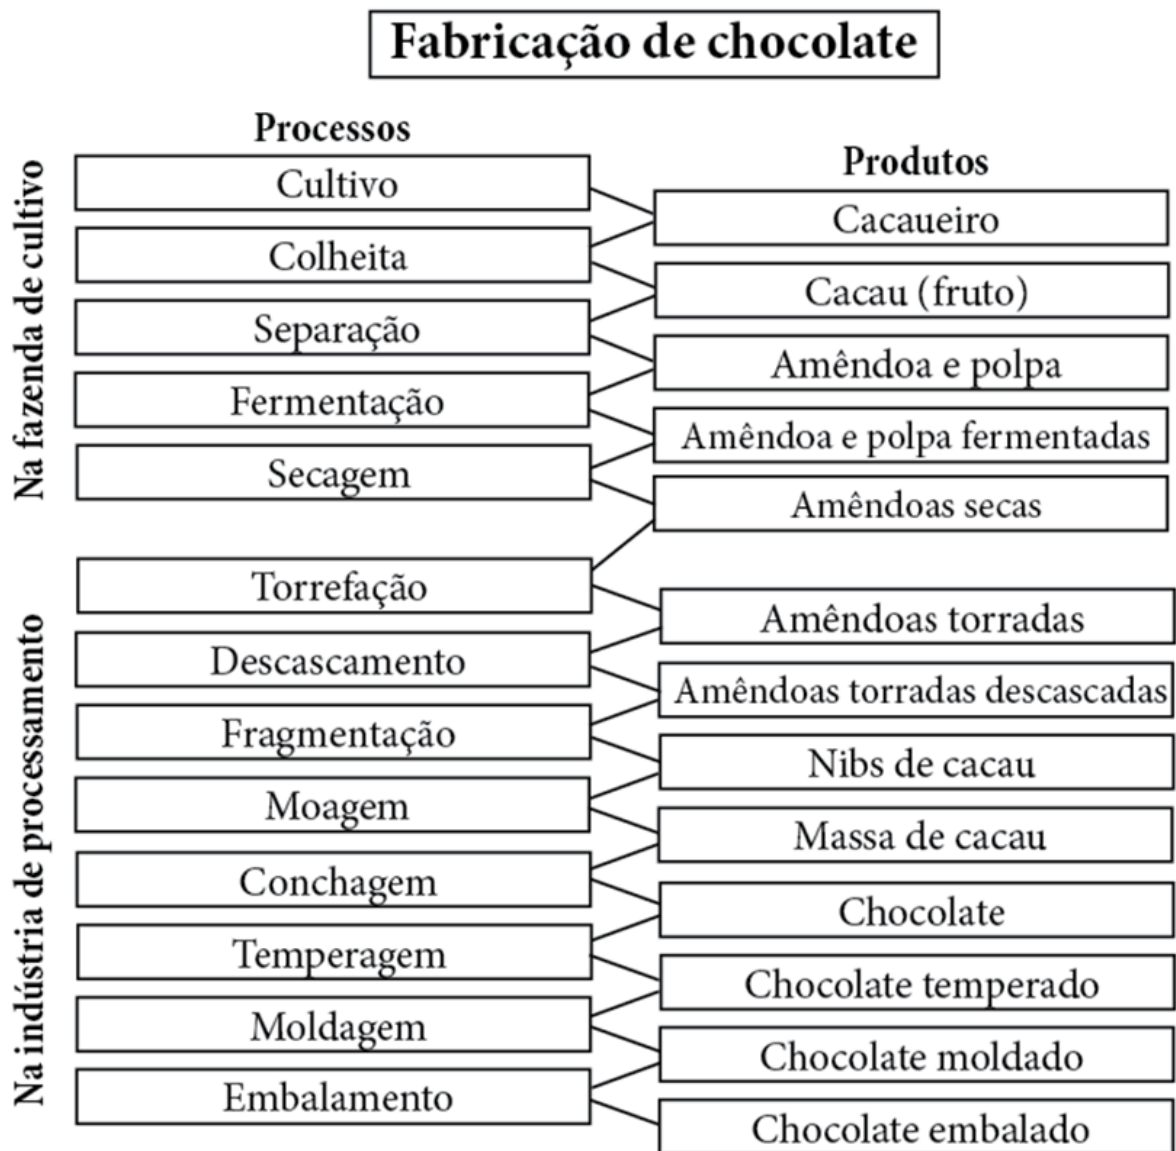 Fabricação de chocolate
Processos
Produtos
Na fazenda de cultivo
Cultivo
Cacaueiro
Colheita
Cacau (fruto)
Separação
Amêndoa e polpa
Fermentação
Amêndoa e polpa fermentadas
Secagem
Amêndoas secas
Na indústria de processamento
Torrefação
Amêndoas torradas
Descascamento
Amêndoas torradas descascadas
Fragmentação
Nibs de cacau
Moagem
Massa de cacau
Conchagem
Chocolate
Temperagem
Chocolate temperado
Moldagem
Chocolate moldado
Embalamento
Chocolate embalado